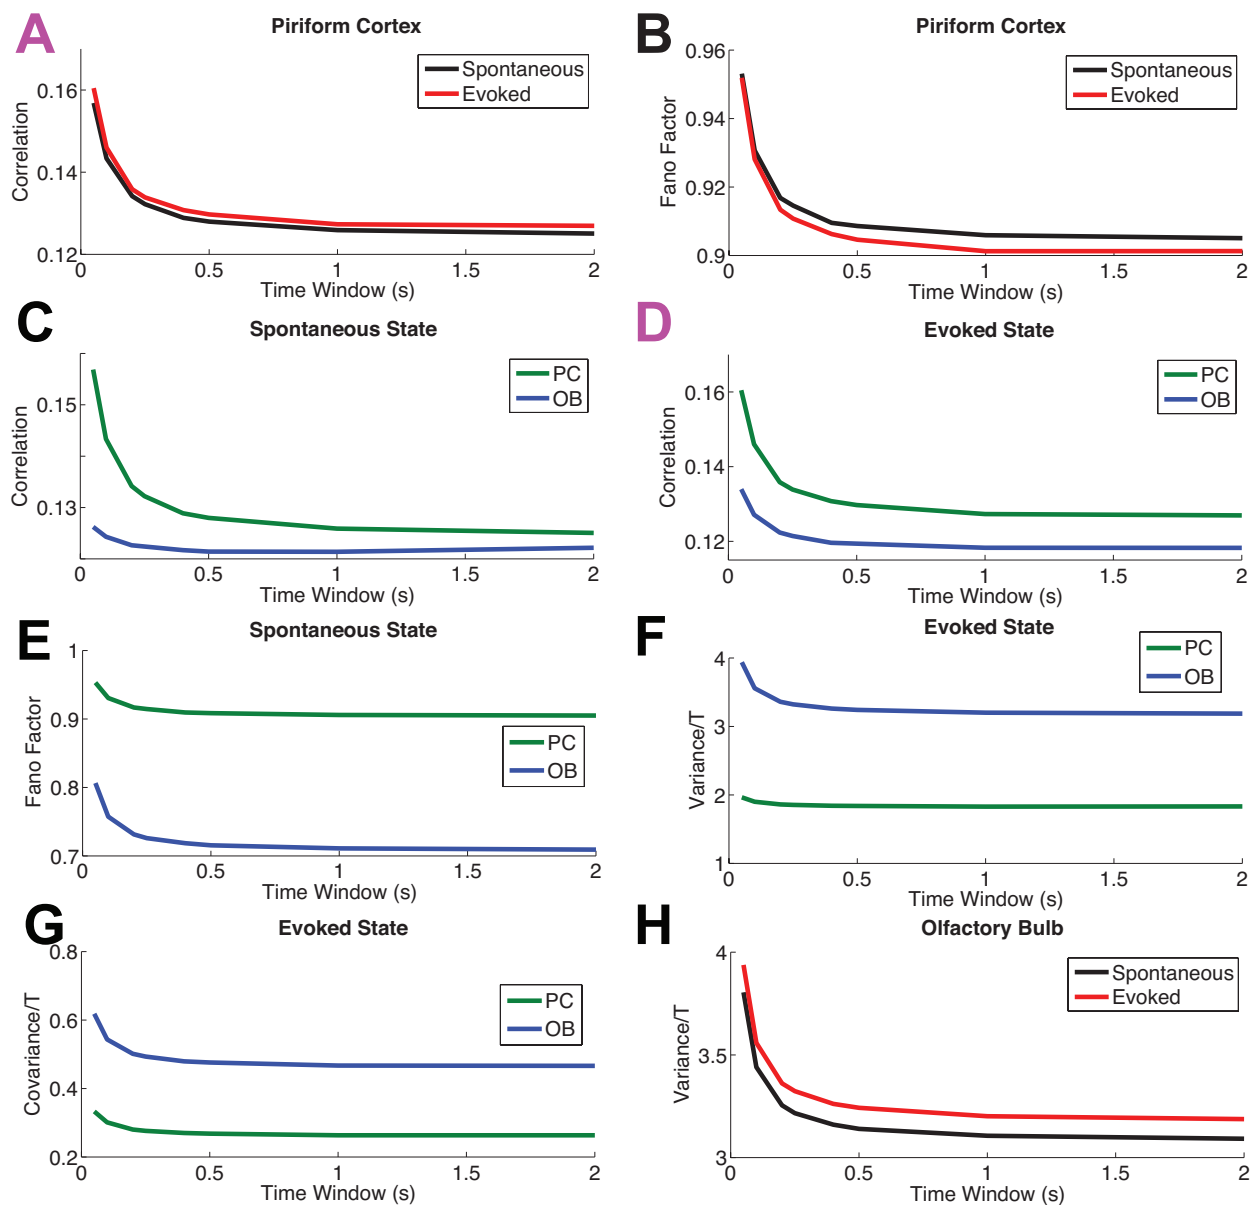 A
Piriform Cortex
Correlation
0.16
0.14
0.12
Spontaneous
Evoked
0 0.5 1 1.5 2
Time Window (s)
B
Piriform Cortex
Fano Factor
0.96
0.94
0.92
0.9
Spontaneous
Evoked
0 0.5 1 1.5 2
Time Window (s)
C
Spontaneous State
Correlation
0.15
0.13
PC
OB
0 0.5 1 1.5 2
Time Window (s)
D
Evoked State
Correlation
0.16
0.14
0.12
PC
OB
0 0.5 1 1.5 2
Time Window (s)
E
Spontaneous State
Fano Factor
1
0.9
0.8
0.7
PC
OB
0 0.5 1 1.5 2
Time Window (s)
F
Evoked State
Variance/T
4
3
2
1
PC
OB
0 0.5 1 1.5 2
Time Window (s)
G
Evoked State
Covariance/T
0.8
0.6
0.4
0.2
PC
OB
0 0.5 1 1.5 2
Time Window (s)
H
Olfactory Bulb
Variance/T
4
3.5
3
Spontaneous
Evoked
0 0.5 1 1.5 2
Time Window (s)